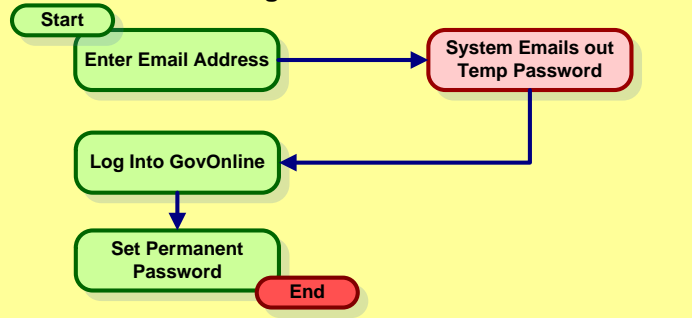 Start
Enter Email Address
System Emails out
Temp Password
Log Into GovOnline
Set Permanent
Password
End